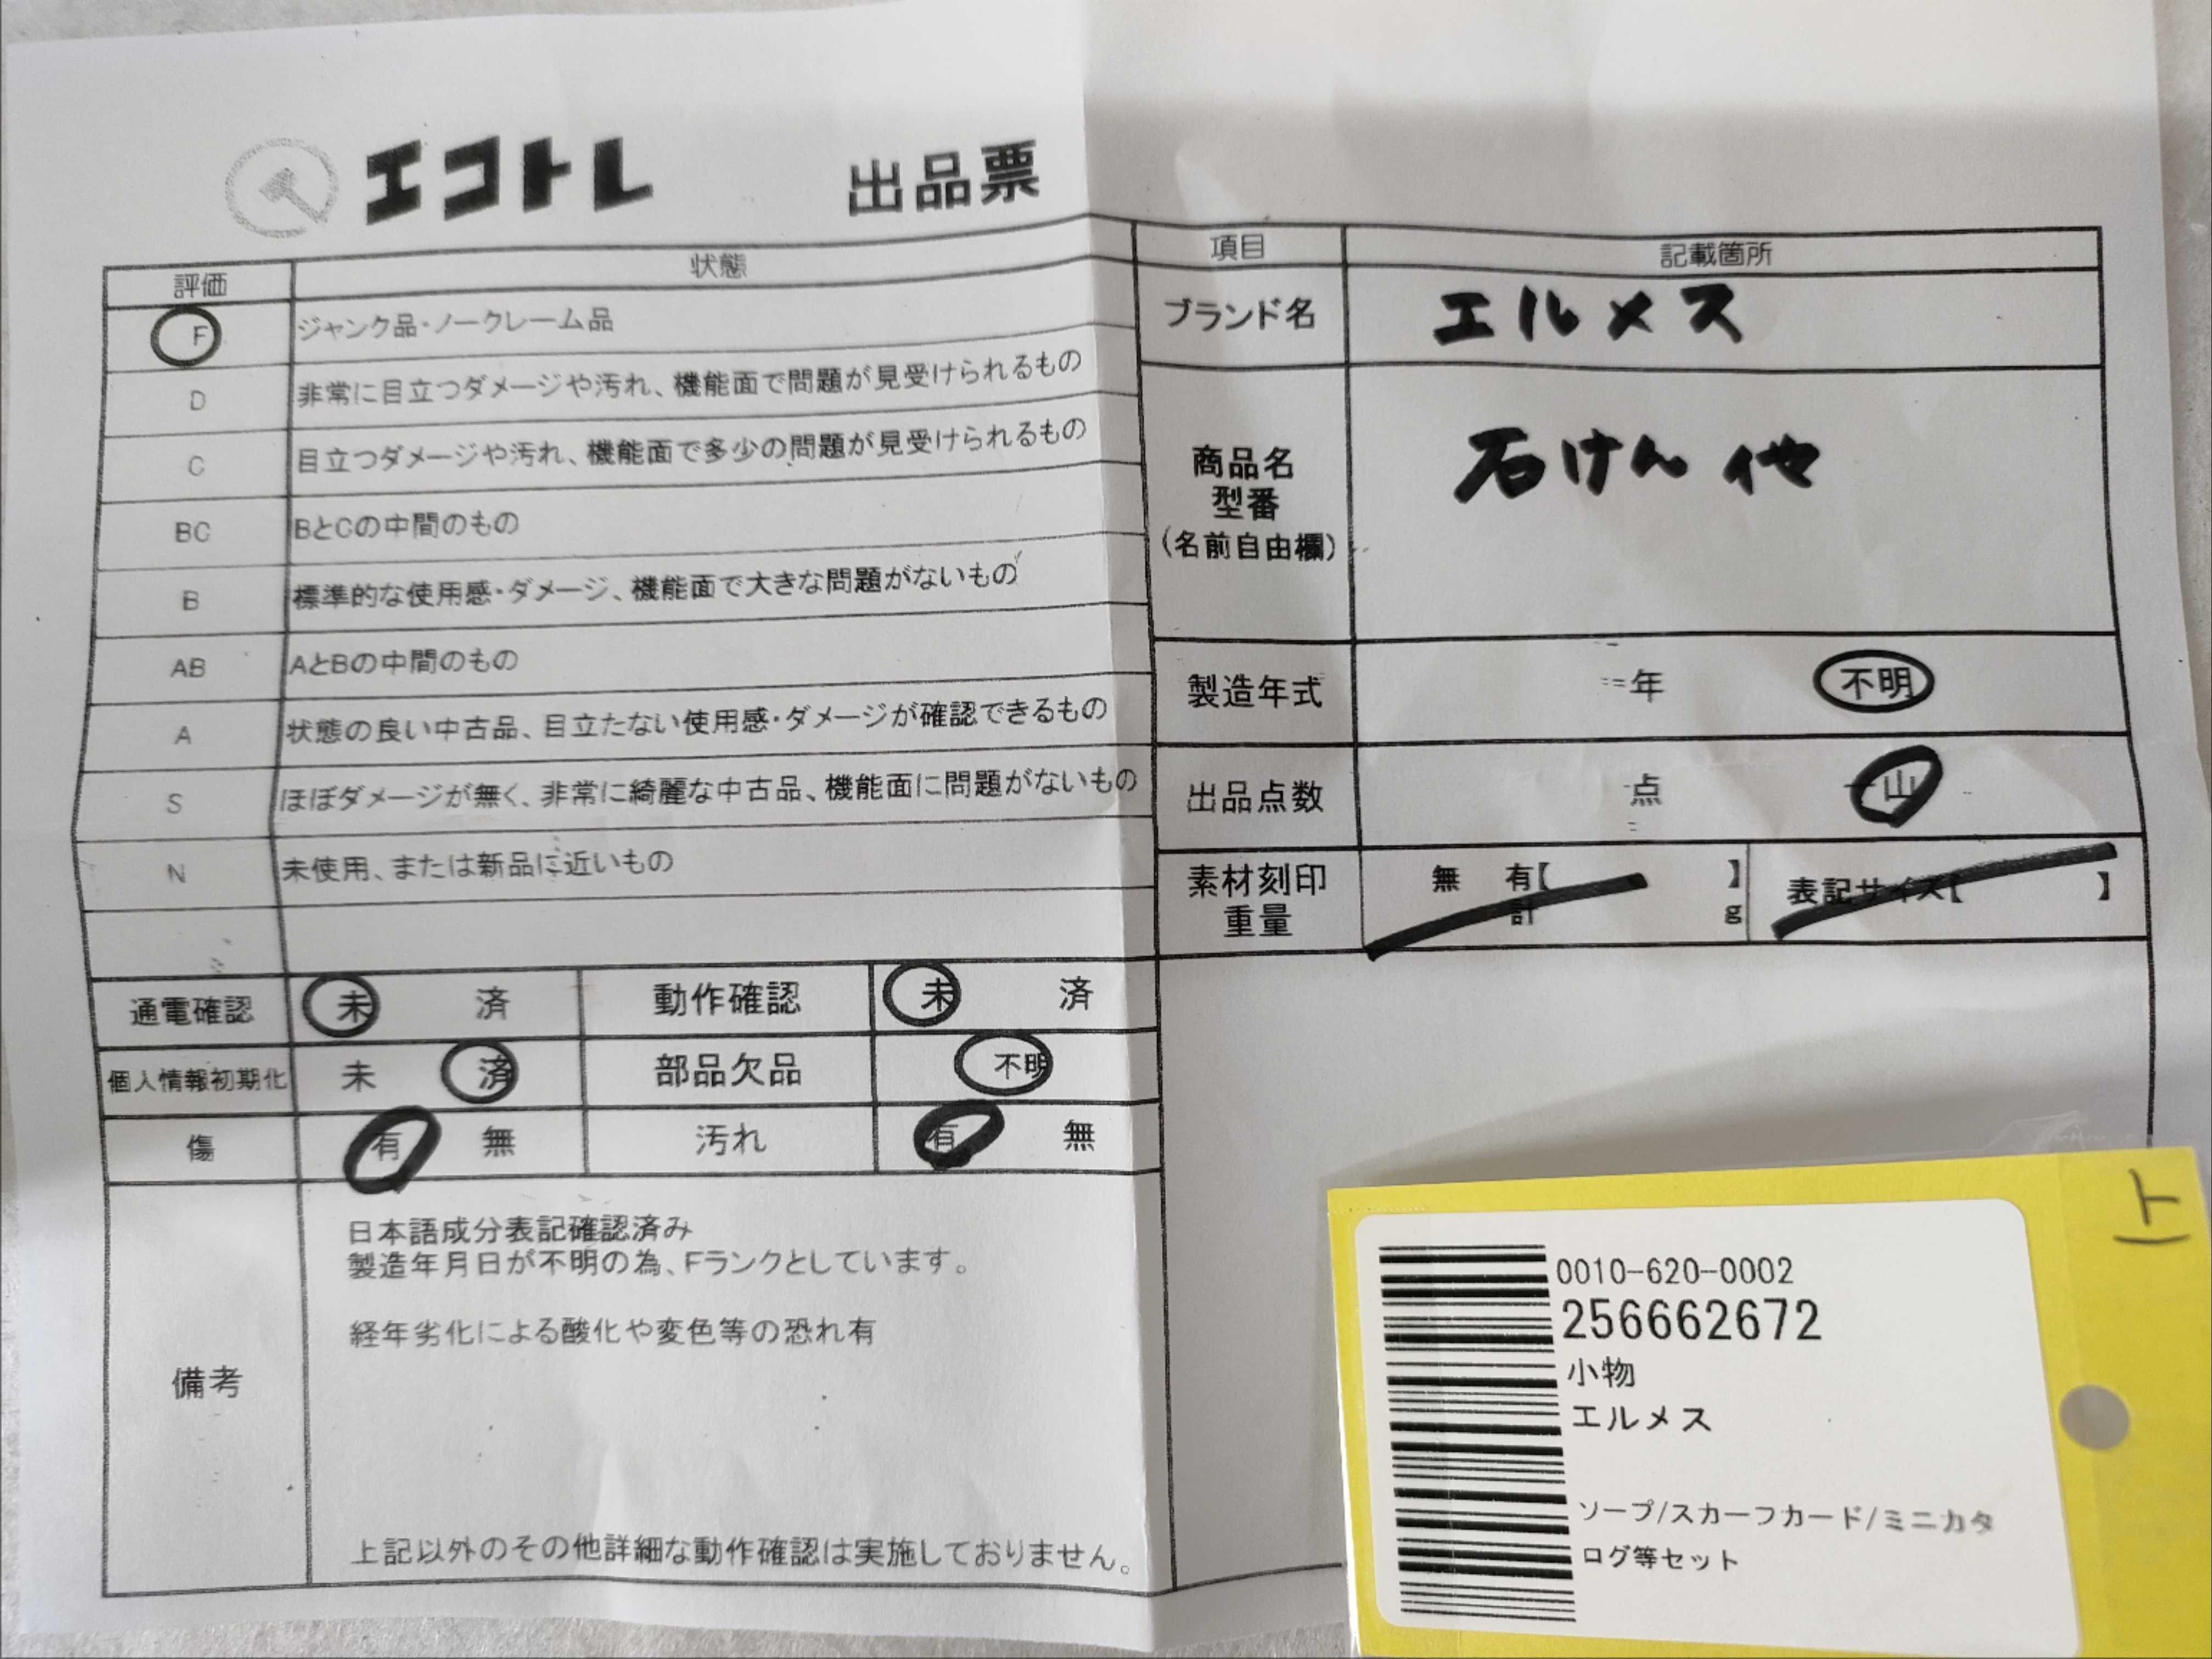 エコトレ 出品票
評価 状態
F ジャンク品・ノークレーム品
D 非常に目立つダメージや汚れ、機能面で問題が見受けられるもの
C 目立つダメージや汚れ、機能面で多少の問題が見受けられるもの
BC BとCの中間のもの
B 標準的な使用感・ダメージ、機能面で大きな問題がないもの
AB AとBの中間のもの
A 状態の良い中古品、目立たない使用感・ダメージが確認できるもの
S ほぼダメージが無く、非常に綺麗な中古品、機能面に問題がないもの
N 未使用、または新品に近いもの
通電確認 未 済 動作確認 未 済
個人情報初期化 未 済 部品欠品 不明
傷 有 無 汚れ 有 無
備考
日本語成分表記確認済み
製造年月日が不明の為、Fランクとしています。
経年劣化による酸化や変色等の恐れ有
上記以外のその他詳細な動作確認は実施しておりません。
項目 記載箇所
ブランド名 エルメス
商品名
型番
(名前自由欄)
石けん 他
製造年式 年 不明
出品点数 点 一山
素材刻印
重量
無 有【 】
計 g
表記サイズ【 】
上
0010-620-0002
256662672
小物
エルメス
ソープ/スカーフカード/ミニカタ
ログ等セット